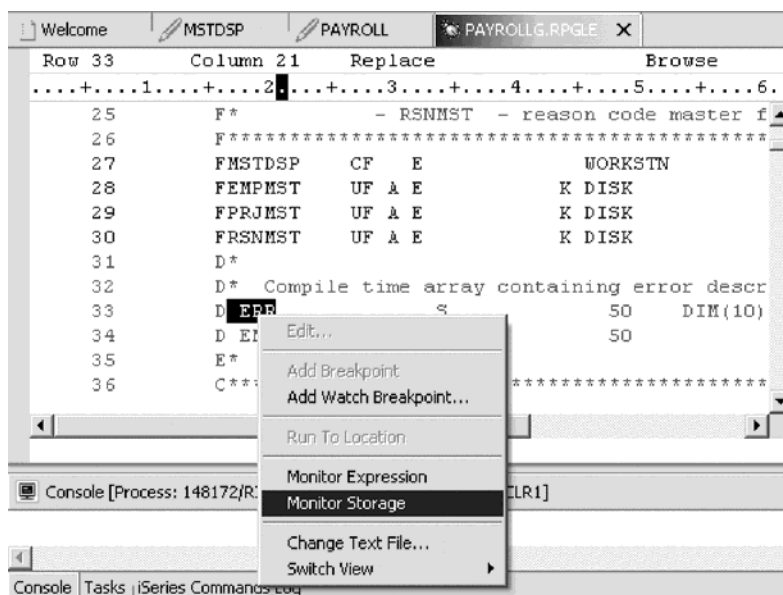 Welcome MSTDSP PAYROLL PAYROLLG.RPGLE X
Row 33 Column 21 Replace Browse
....+....1....+....2....+....3....+....4....+....5....+....6.
25 F* - RSNMST - reason code master f
26 F********************************************
27 FMSTDSP CF E WORKSTN
28 FEMPMST UF A E K DISK
29 FPRJMST UF A E K DISK
30 FRSNMST UF A E K DISK
31 D*
32 D* Compile time array containing error descr
33 D ERR S 50 DIM(10)
34 D 50
35 E*
36 C*** *********************
Edit...
Add Breakpoint
Add Watch Breakpoint...
Run To Location
Monitor Expression
Monitor Storage
Change Text File...
Switch View
Console [Process: 148172/ CLR1]
Console Tasks iSeries Commands Log